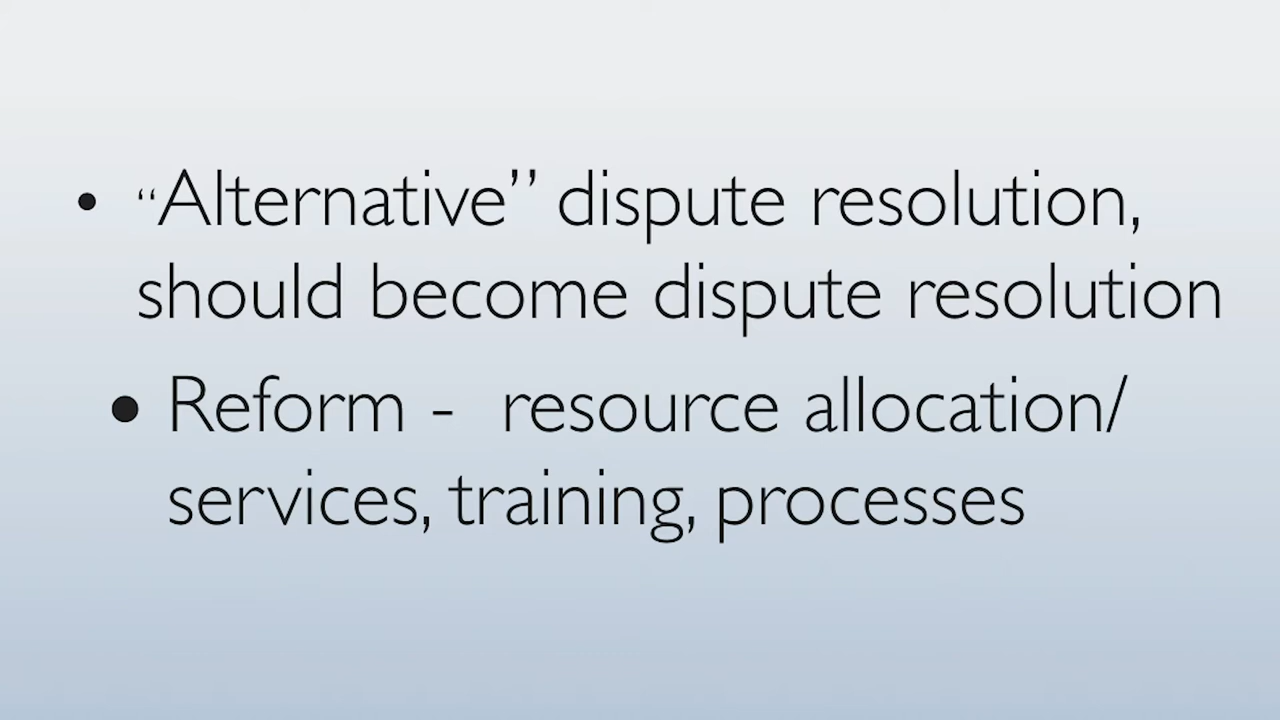 • “Alternative” dispute resolution,
should become dispute resolution
• Reform - resource allocation/
services, training, processes